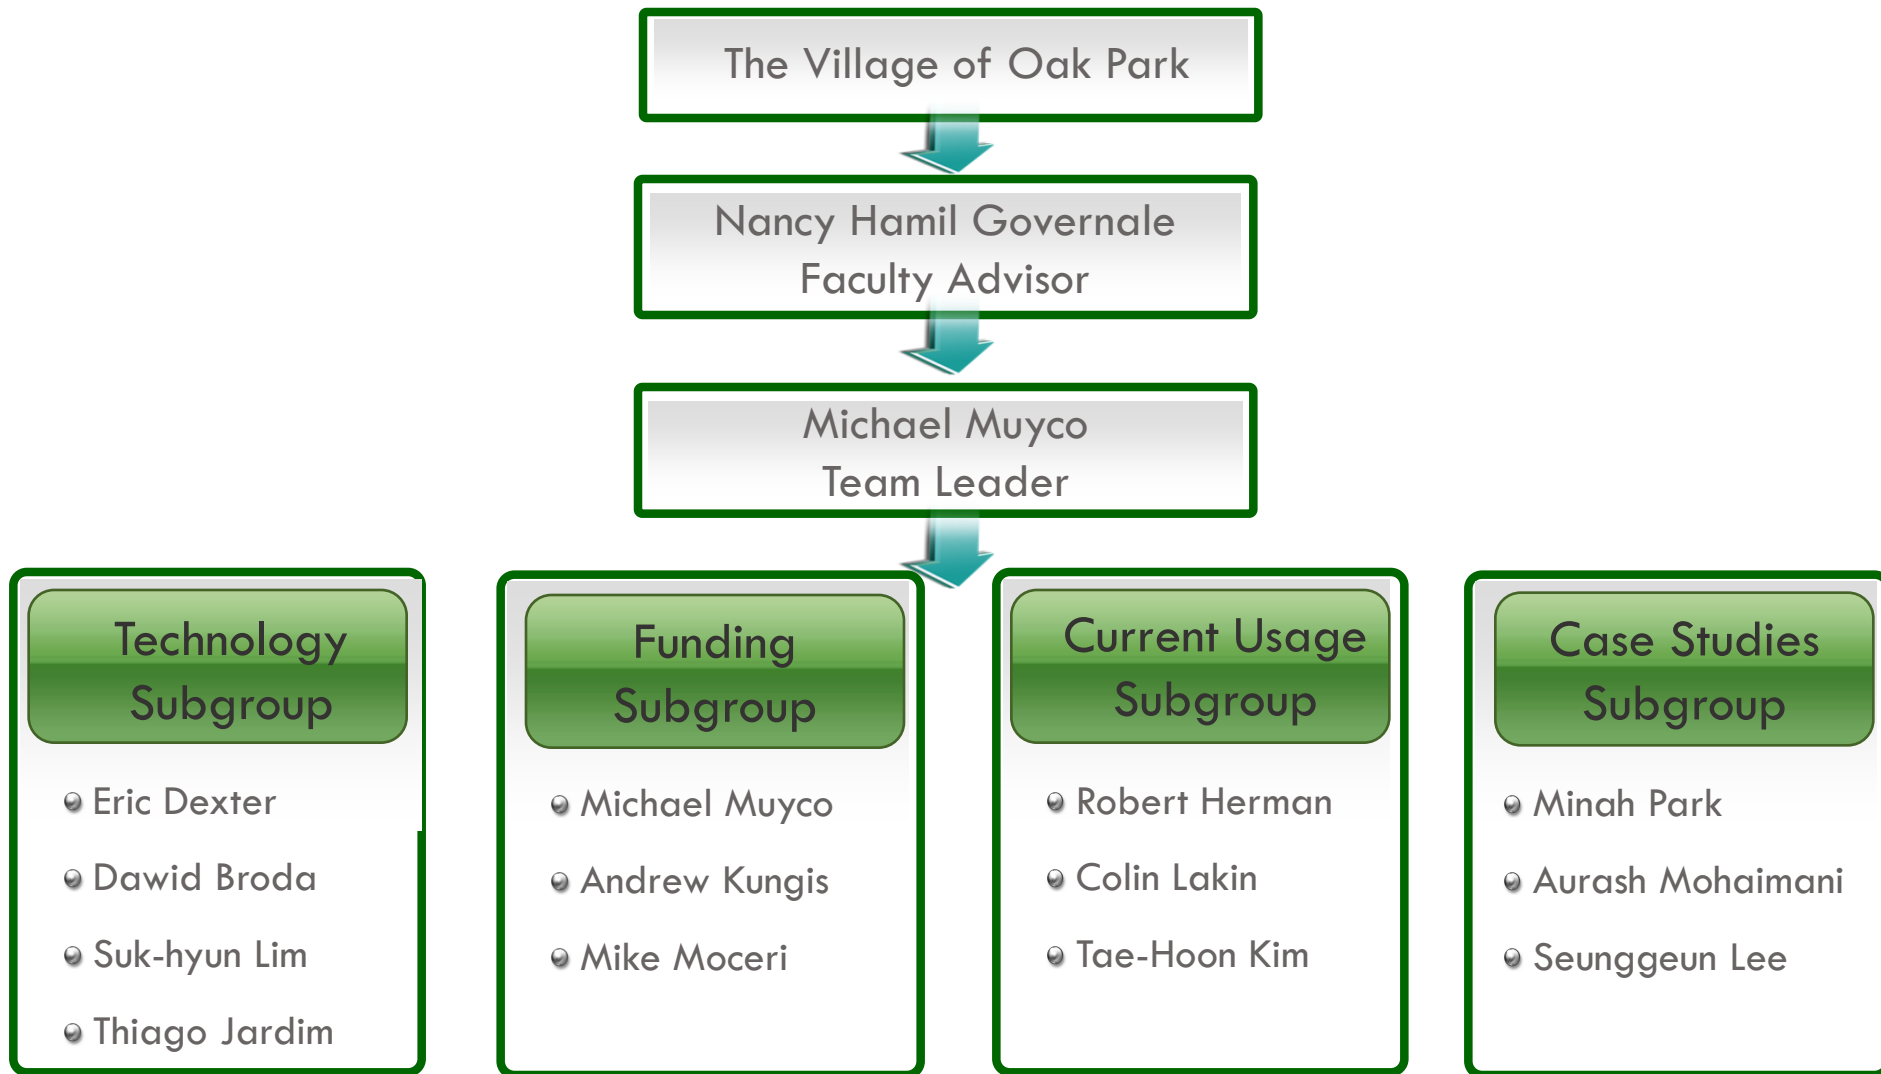 The Village of Oak Park
Nancy Hamil Governale
Faculty Advisor
Michael Muyco
Team Leader
Technology
Subgroup
Eric Dexter
Dawid Broda
Suk-hyun Lim
Thiago Jardim
Funding
Subgroup
Michael Muyco
Andrew Kungis
Mike Moceri
Current Usage
Subgroup
Robert Herman
Colin Lakin
Tae-Hoon Kim
Case Studies
Subgroup
Minah Park
Aurash Mohaimani
Seunggeun Lee